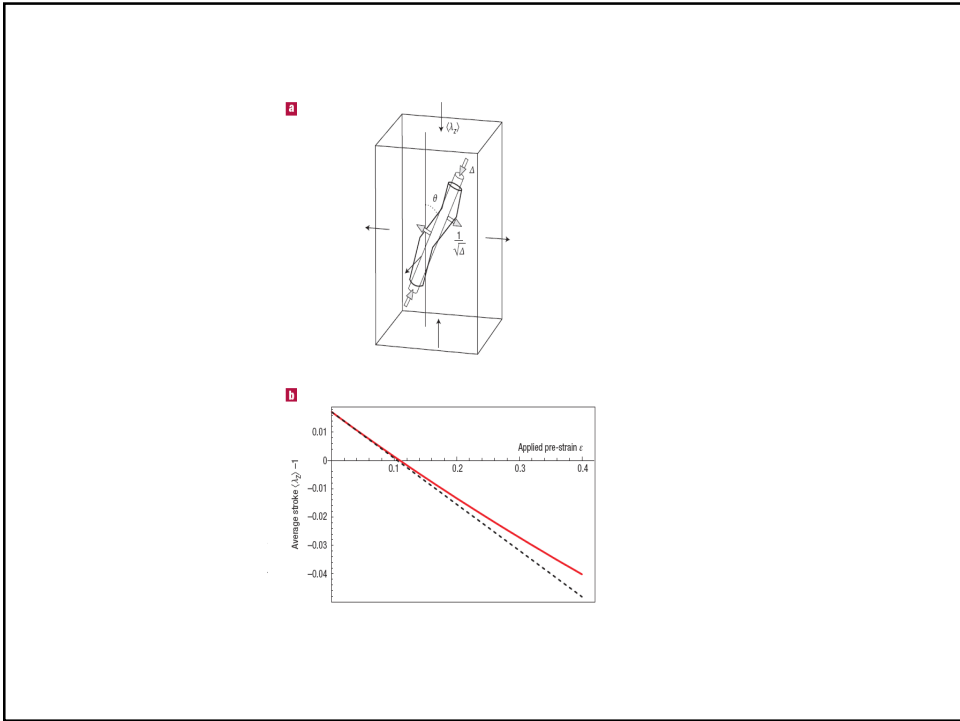 a
⟨λz⟩
Δ
θ
1
√Δ
b
0.01
0
−0.01
−0.02
−0.03
−0.04
Average stroke ⟨λz⟩ −1
Applied pre-strain ε
0.1 0.2 0.3 0.4